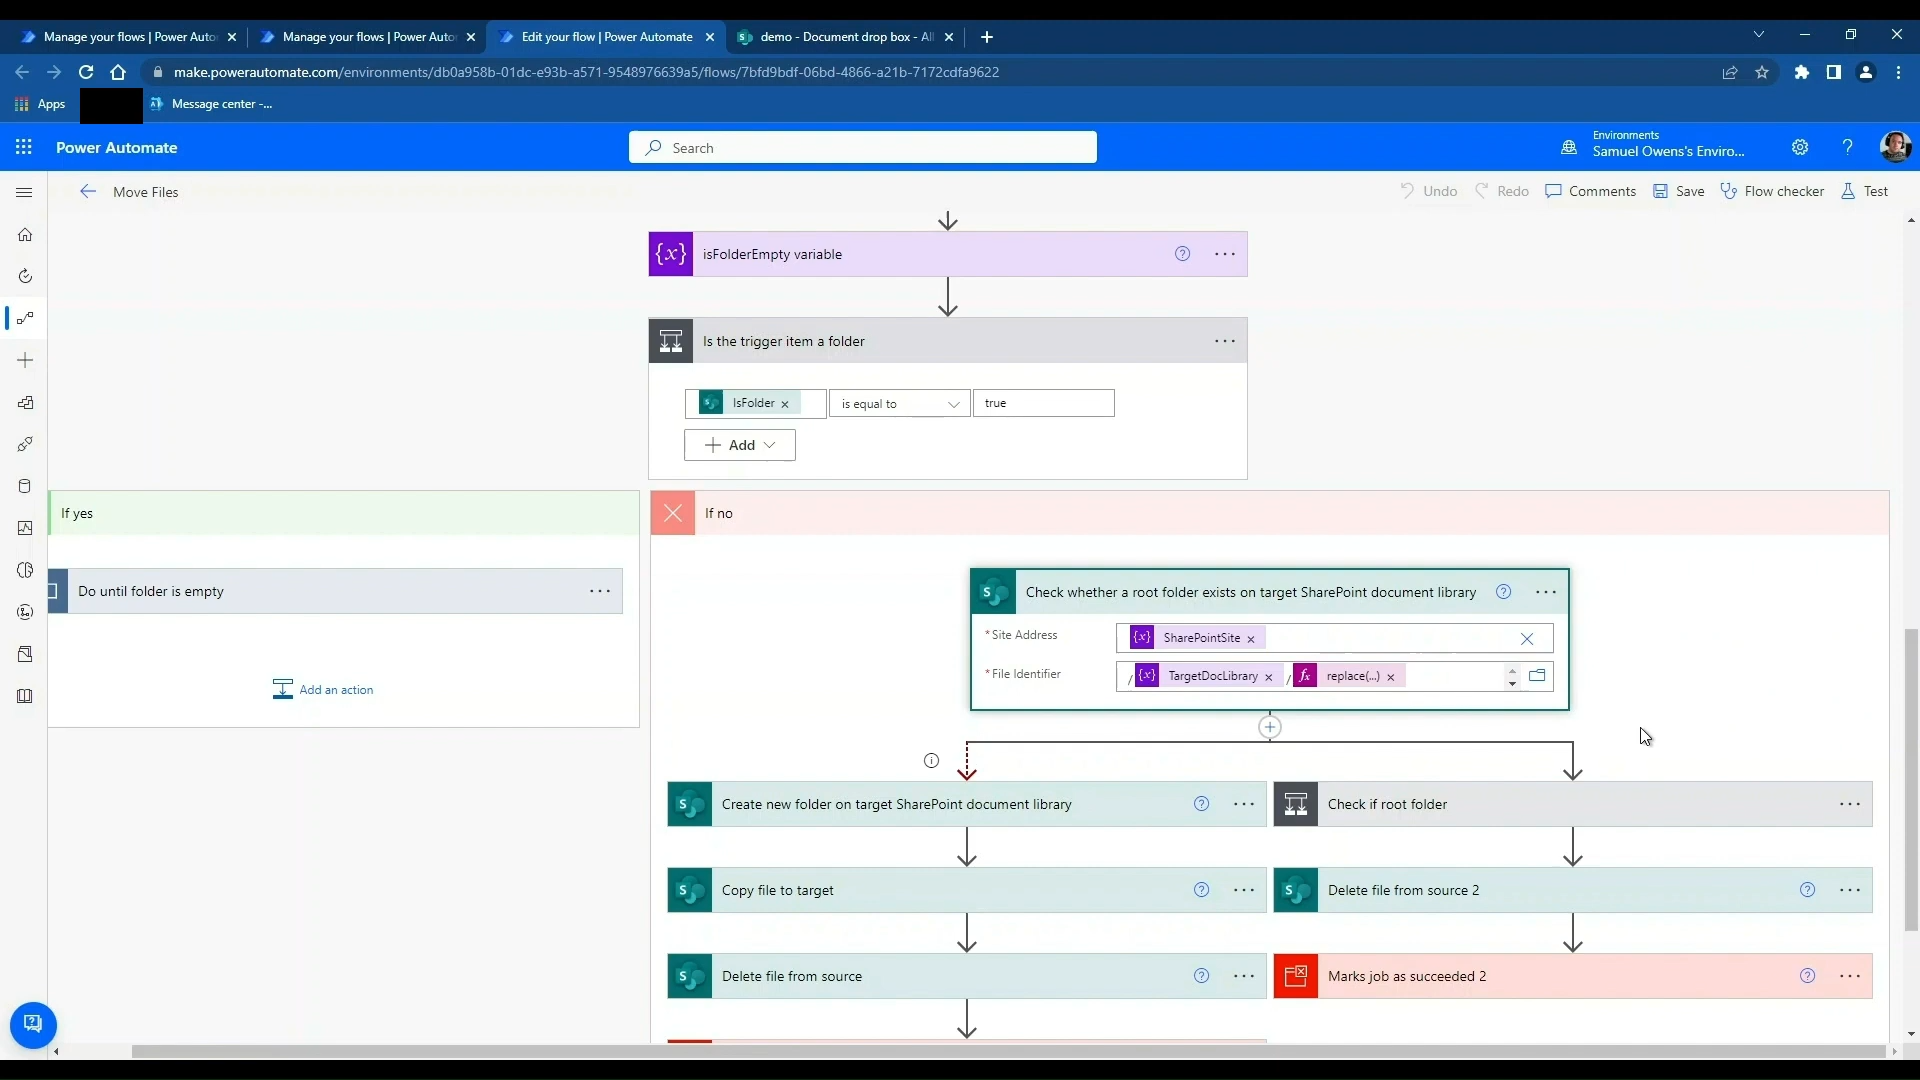 Manage your flows | Power Auto
Manage your flows | Power Auto
Edit your flow | Power Automate
demo - Document drop box - All
make.powerautomate.com/environments/db0a958b-01dc-e93b-a571-9548976639a5/flows/7bfd9bdf-06bd-4866-a21b-7172cdfa9622
Apps
Message center -...
Power Automate
Search
Environments
Samuel Owens's Enviro...
Move Files
Undo
Redo
Comments
Save
Flow checker
Test
{x} isFolderEmpty variable
Is the trigger item a folder
IsFolder
is equal to
true
Add
If yes
If no
Do until folder is empty
Add an action
Check whether a root folder exists on target SharePoint document library
*Site Address
{x} SharePointSite
*File Identifier
/ {x} TargetDocLibrary / fx replace(...)
Create new folder on target SharePoint document library
Check if root folder
Copy file to target
Delete file from source 2
Delete file from source
Marks job as succeeded 2